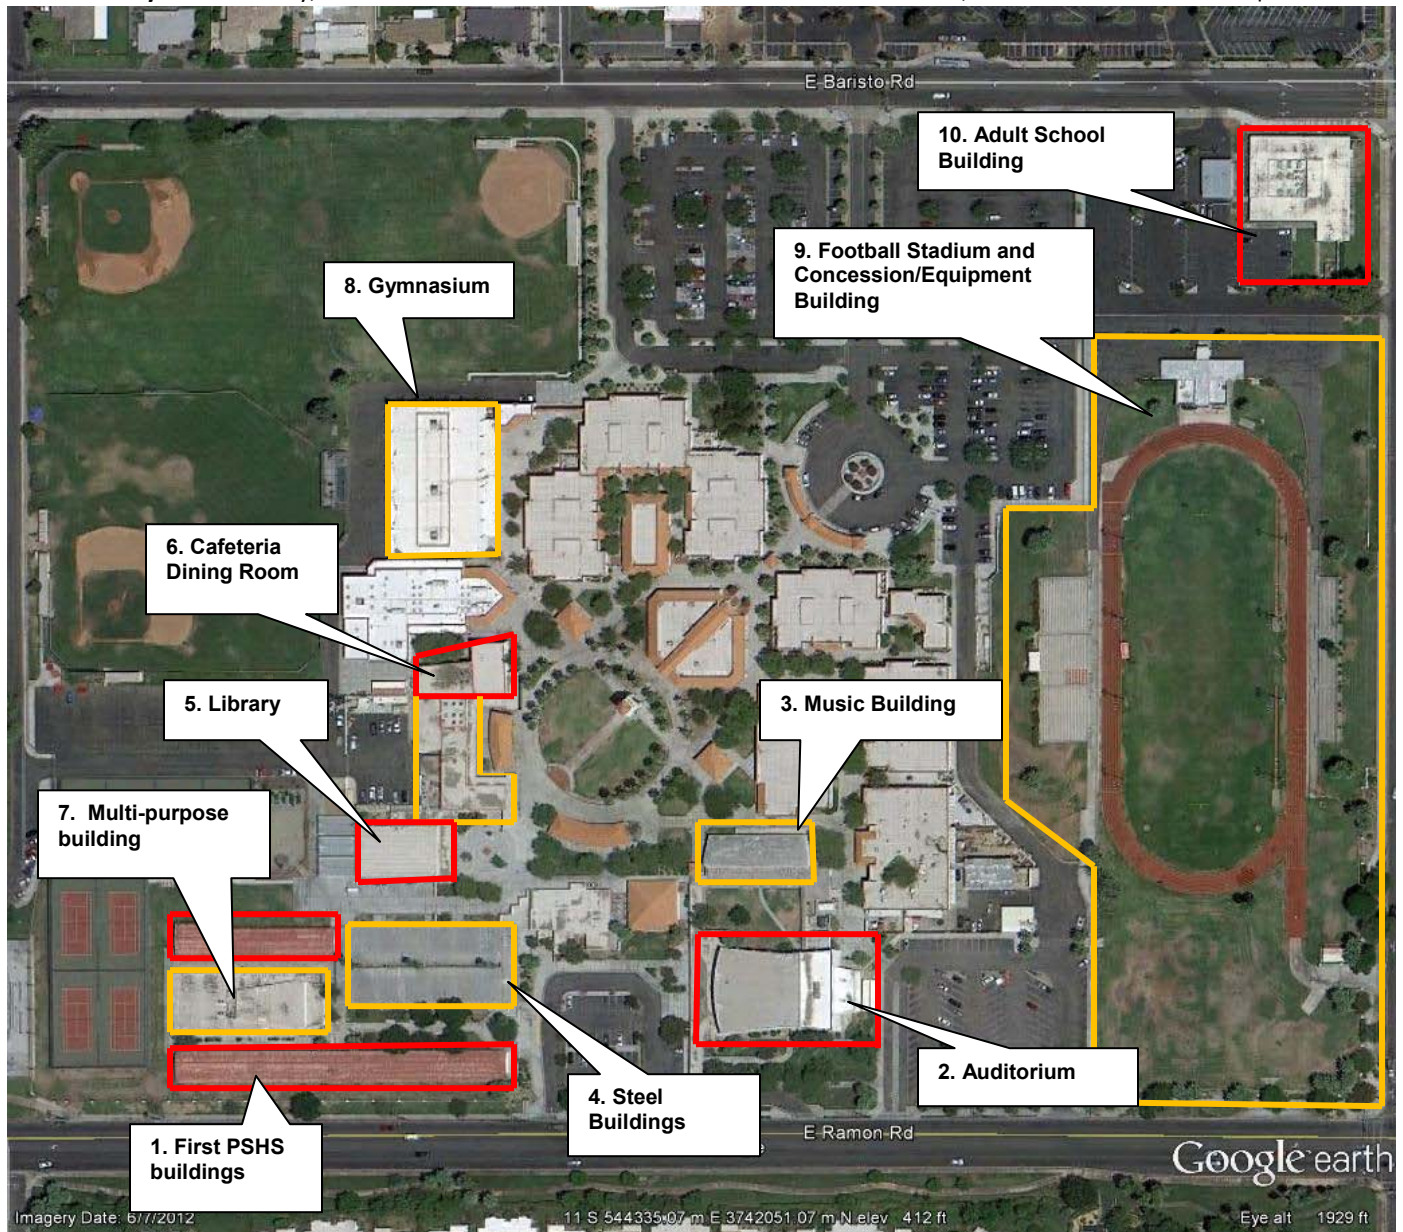 E Baristo Rd
10. Adult School
Building
9. Football Stadium and
Concession/Equipment
Building
8. Gymnasium
6. Cafeteria
Dining Room
5. Library
3. Music Building
7. Multi-purpose
building
2. Auditorium
4. Steel
Buildings
1. First PSHS
buildings
E Ramon Rd
Google earth
Imagery Date: 6/7/2012
11 S 544335.07 m E 3742051.07 m N elev 412 ft
Eye alt 1929 ft